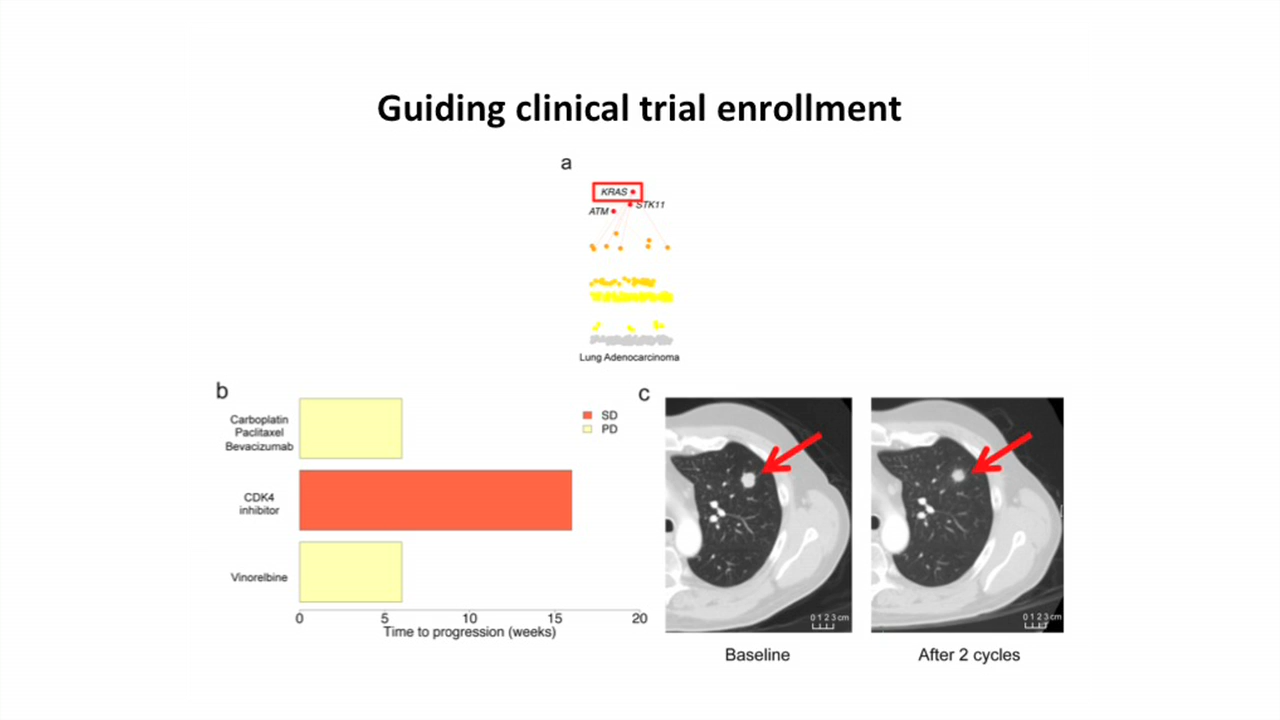 Guiding clinical trial enrollment
a
KRAS
STK11
ATM
Lung Adenocarcinoma
b
Carboplatin
Paclitaxel
Bevacizumab
CDK4
inhibitor
Vinorelbine
SD
PD
0 5 10 15 20
Time to progression (weeks)
c
0 1 2 3 cm
0 1 2 3 cm
Baseline
After 2 cycles